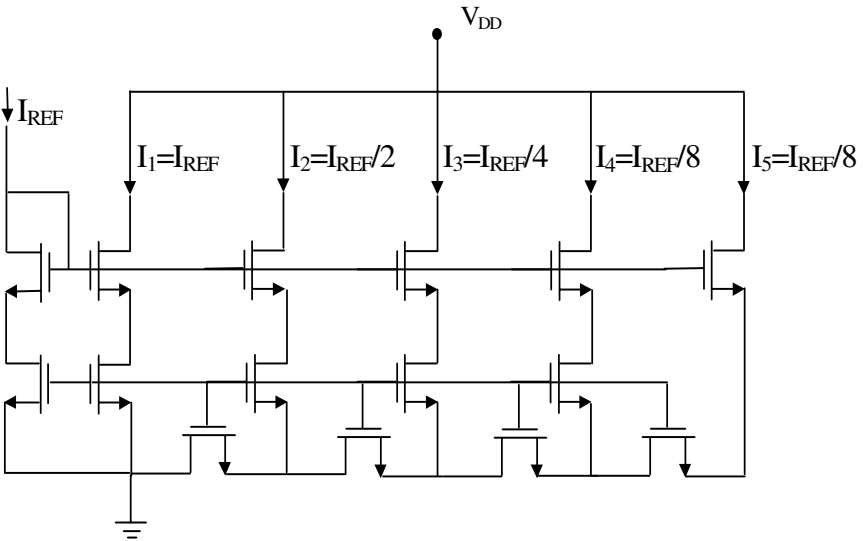 V_DD
I_REF
I_1=I_REF
I_2=I_REF/2
I_3=I_REF/4
I_4=I_REF/8
I_5=I_REF/8